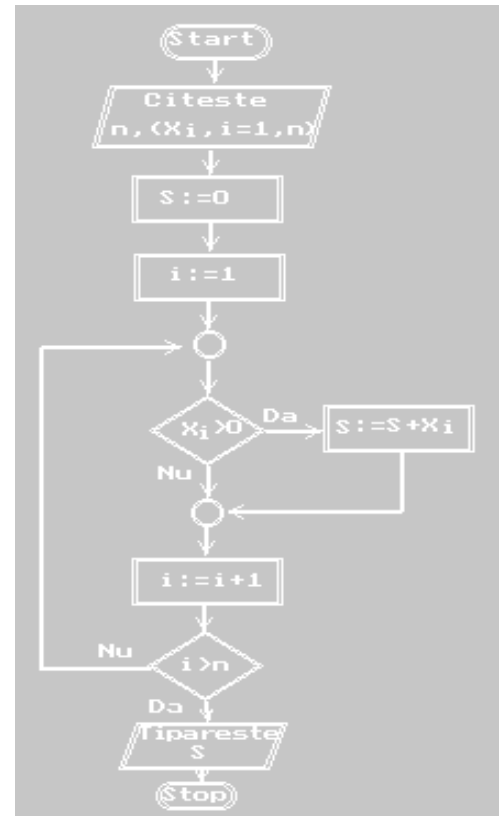 Start
Citeste
n,(Xi,i=1,n)
S:=0
i:=1
Xi>0
Da
S:=S+Xi
Nu
i:=i+1
Nu
i>n
Da
Tipareste
S
Stop